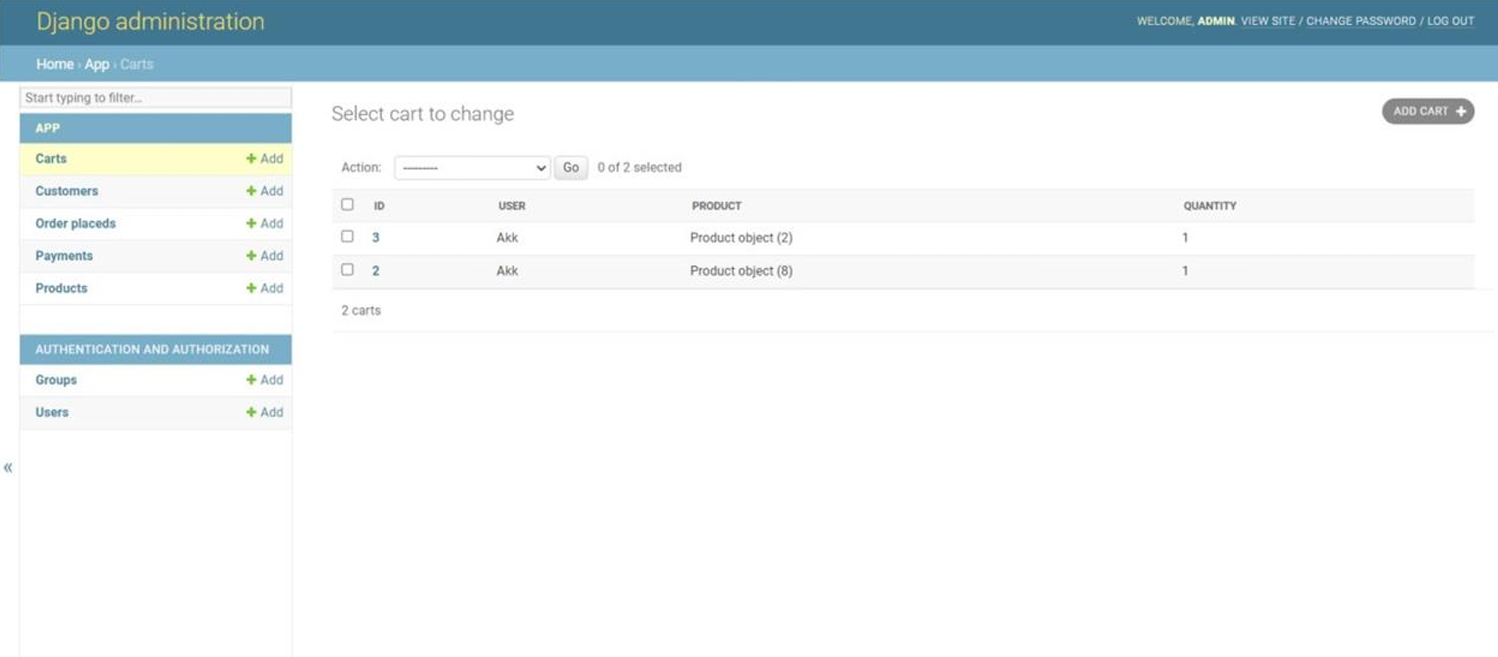 Django administration
WELCOME, ADMIN. VIEW SITE / CHANGE PASSWORD / LOG OUT
Home › App › Carts
Start typing to filter...
APP
Carts + Add
Customers + Add
Order placeds + Add
Payments + Add
Products + Add
AUTHENTICATION AND AUTHORIZATION
Groups + Add
Users + Add
«
Select cart to change
ADD CART +
Action: --------- Go 0 of 2 selected
ID USER PRODUCT QUANTITY
3 Akk Product object (2) 1
2 Akk Product object (8) 1
2 carts